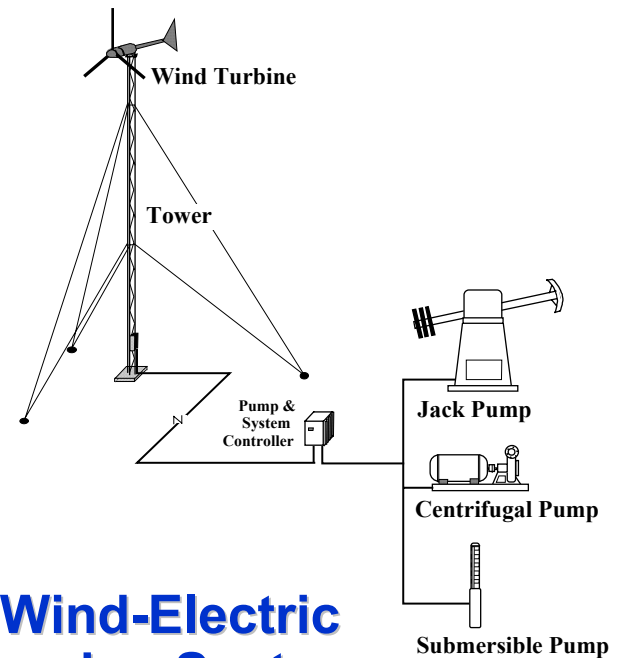 Wind Turbine
Tower
Pump &
System
Controller
Jack Pump
Centrifugal Pump
Submersible Pump
Wind-Electric